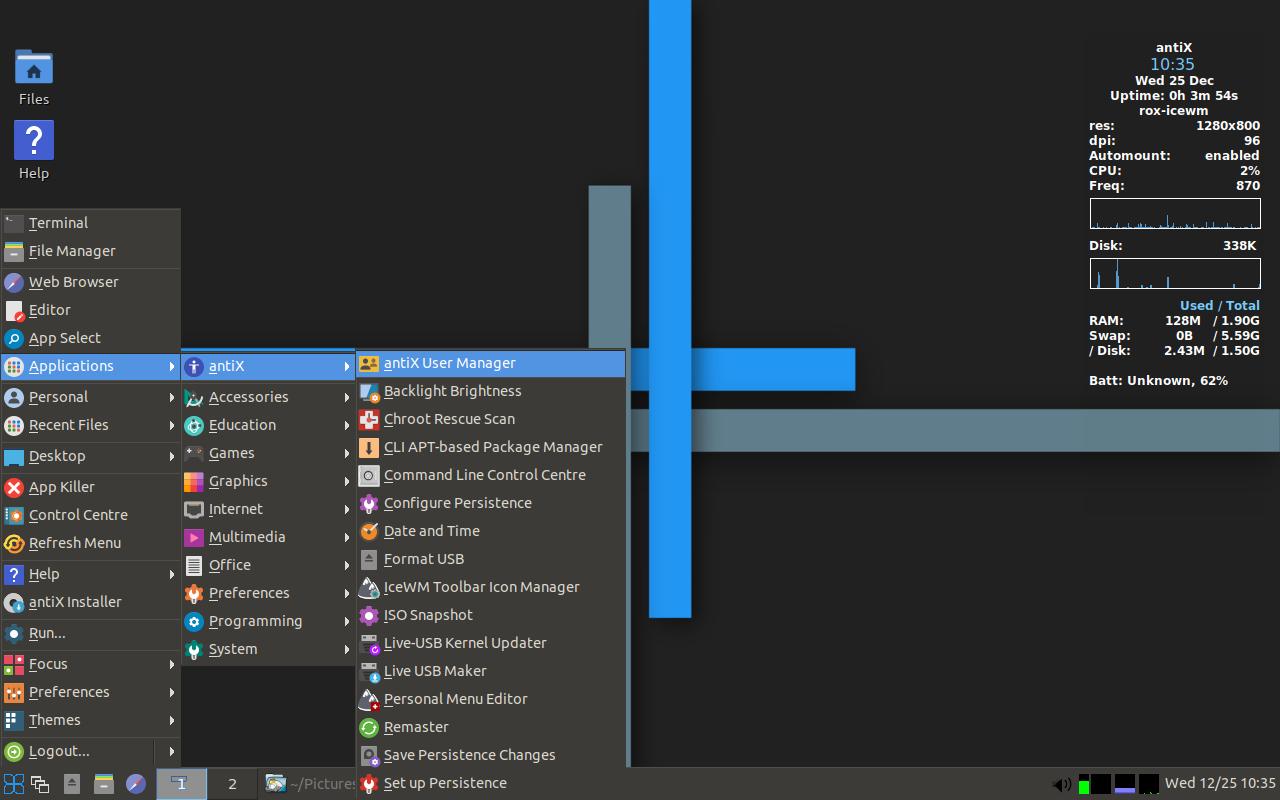 Files
Help
antiX
10:35
Wed 25 Dec
Uptime: 0h 3m 54s
rox-icewm
res: 1280x800
dpi: 96
Automount: enabled
CPU: 2%
Freq: 870
Disk: 338K
Used / Total
RAM: 128M / 1.90G
Swap: 0B / 5.59G
/ Disk: 2.43M / 1.50G
Batt: Unknown, 62%
Terminal
File Manager
Web Browser
Editor
App Select
Applications
Personal
Recent Files
Desktop
App Killer
Control Centre
Refresh Menu
Help
antiX Installer
Run...
Focus
Preferences
Themes
Logout...
antiX
Accessories
Education
Games
Graphics
Internet
Multimedia
Office
Preferences
Programming
System
antiX User Manager
Backlight Brightness
Chroot Rescue Scan
CLI APT-based Package Manager
Command Line Control Centre
Configure Persistence
Date and Time
Format USB
IceWM Toolbar Icon Manager
ISO Snapshot
Live-USB Kernel Updater
Live USB Maker
Personal Menu Editor
Remaster
Save Persistence Changes
Set up Persistence
1
2
~/Pictures
Wed 12/25 10:35